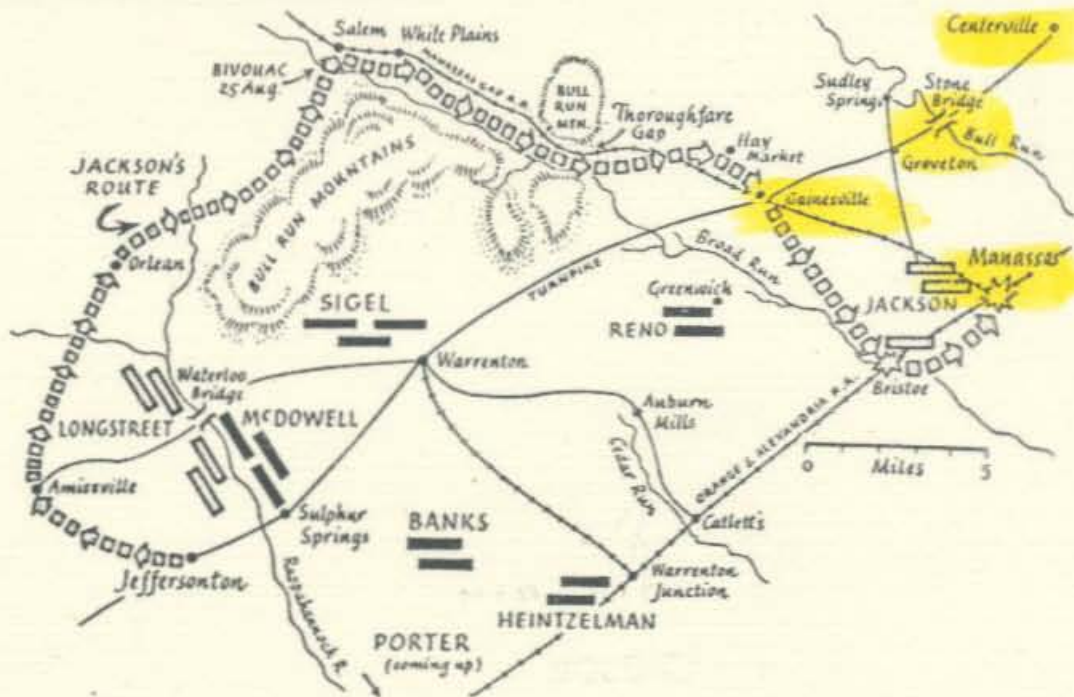 Salem
White Plains
MANASSAS GAP R.R.
Centerville
BIVOUAC
25 Aug.
BULL
RUN
MTN.
Sudley
Springs
Stone
Bridge
Thoroughfare
Gap
Hay
Market
Bull Run
Groveton
JACKSON'S
ROUTE
BULL RUN MOUNTAINS
Gainesville
Orlean
Broad Run
Manassas
TURNPIKE
SIGEL
Greenwich
JACKSON
RENO
Waterloo
Bridge
Warrenton
Bristoe
LONGSTREET
McDOWELL
Auburn
Mills
ORANGE & ALEXANDRIA R.R.
0 5
Miles
Cedar Run
Amissville
Sulphur
Springs
BANKS
Catlett's
Jeffersonton
Rappahannock R.
Warrenton
Junction
HEINTZELMAN
PORTER
(coming up)